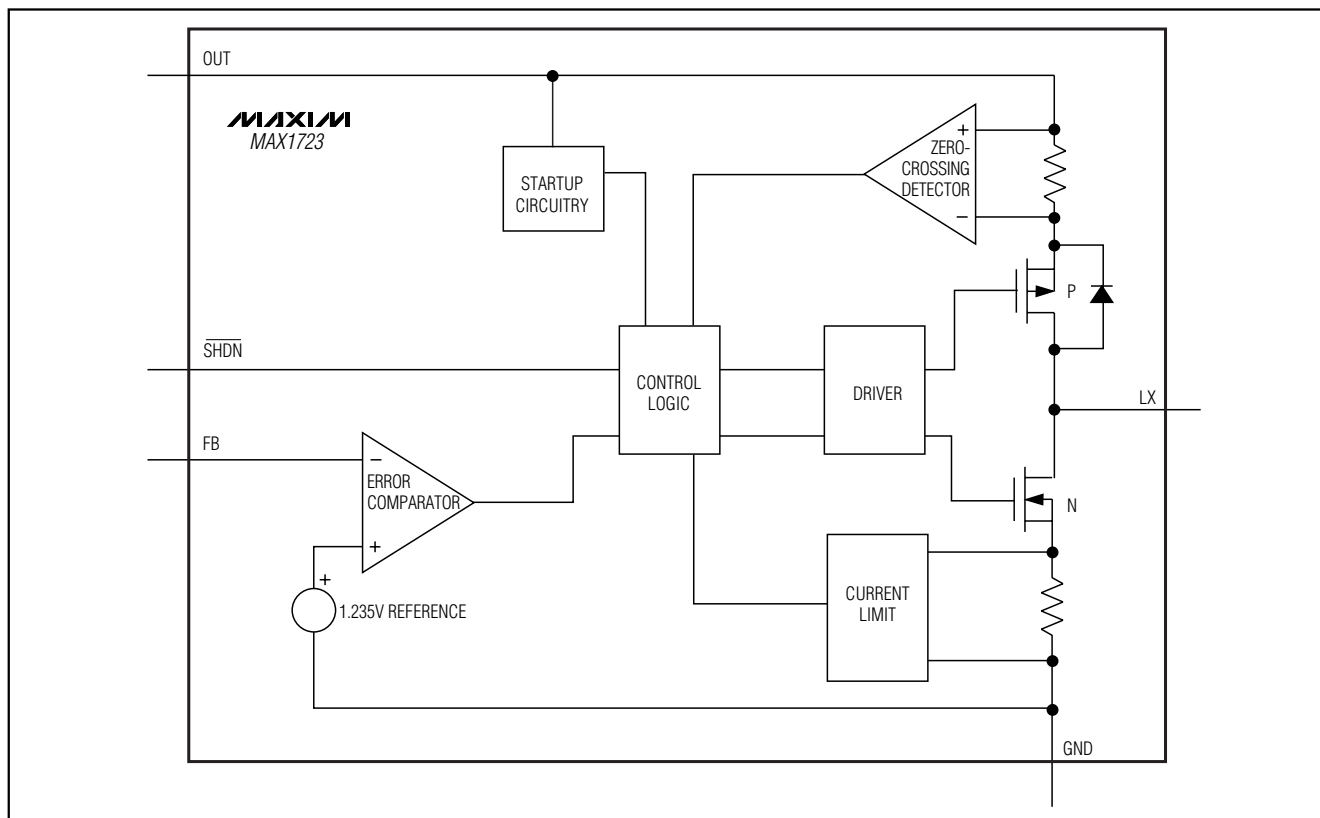 OUT
MAXIM
MAX1723
STARTUP
CIRCUITRY
+
ZERO-
CROSSING
DETECTOR
−
P
SHDN
CONTROL
LOGIC
DRIVER
LX
FB
−
ERROR
COMPARATOR
+
N
+
1.235V REFERENCE
CURRENT
LIMIT
GND